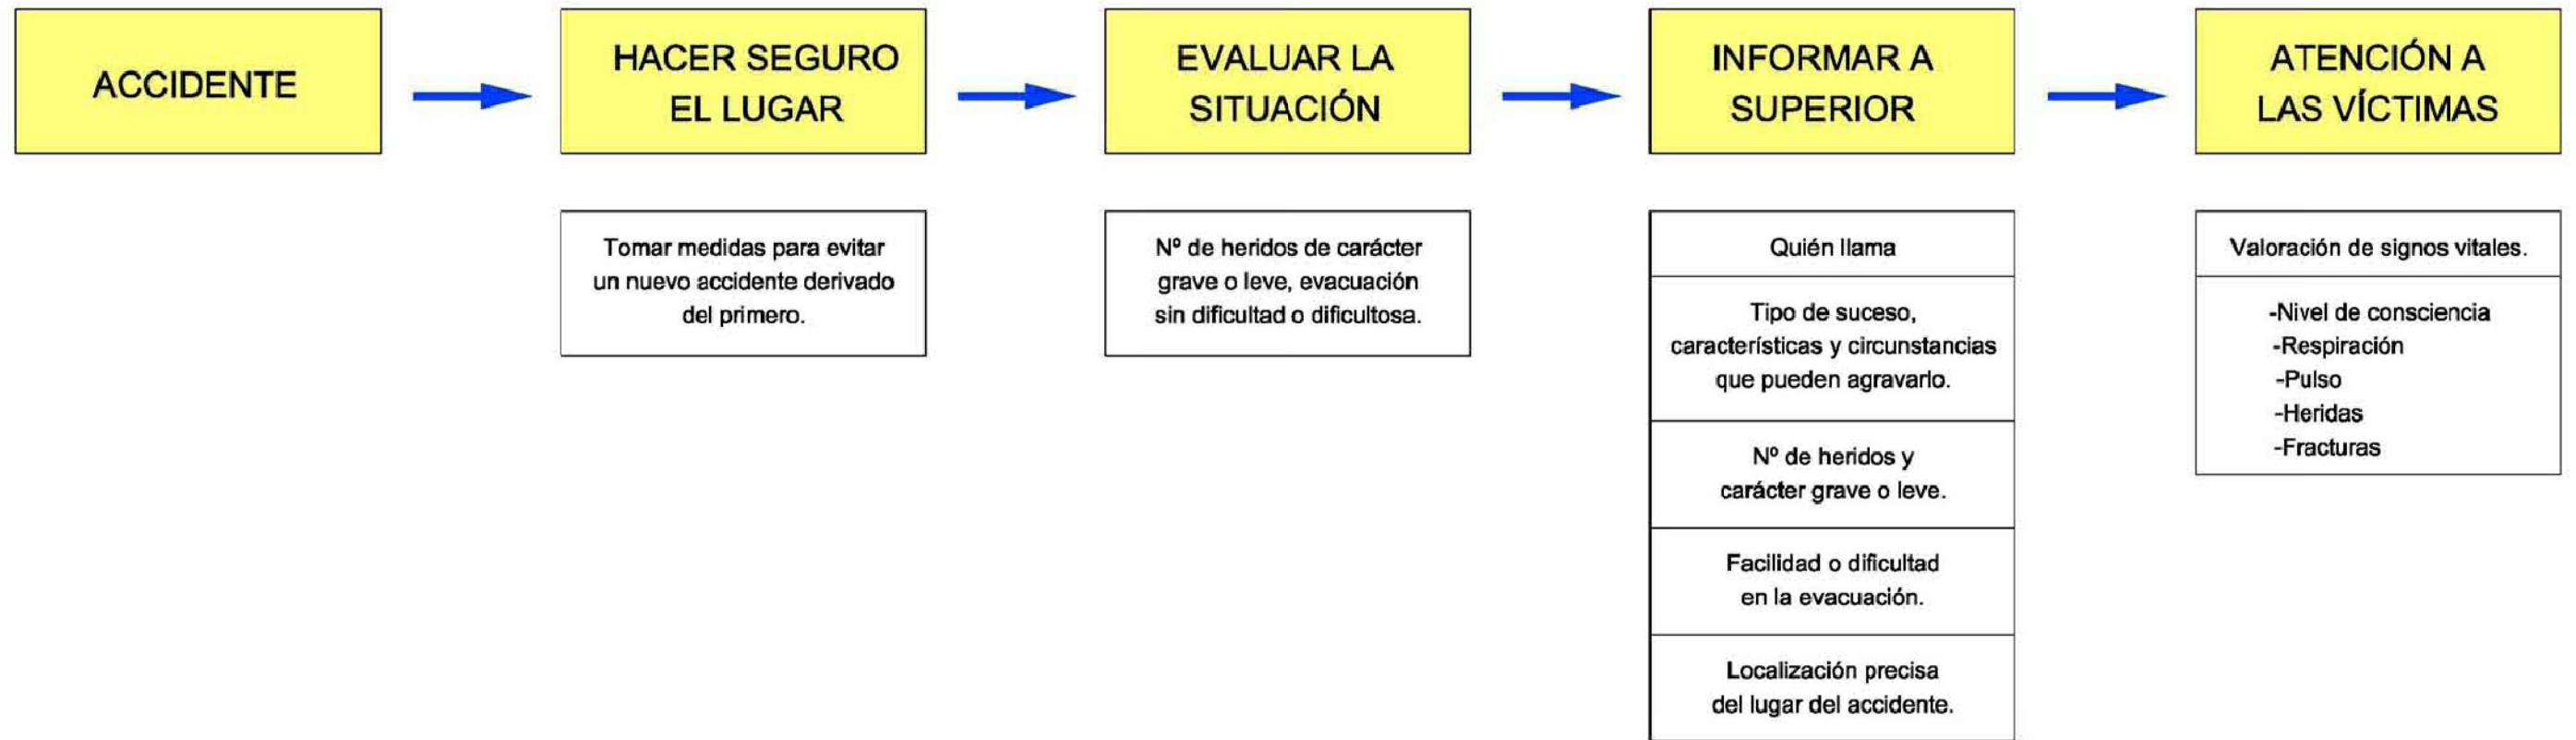 ACCIDENTE
HACER SEGURO
EL LUGAR
EVALUAR LA
SITUACIÓN
INFORMAR A
SUPERIOR
ATENCIÓN A
LAS VÍCTIMAS
Tomar medidas para evitar
un nuevo accidente derivado
del primero.
Nº de heridos de carácter
grave o leve, evacuación
sin dificultad o dificultosa.
Quién llama
Tipo de suceso,
características y circunstancias
que pueden agravarlo.
Nº de heridos y
carácter grave o leve.
Facilidad o dificultad
en la evacuación.
Localización precisa
del lugar del accidente.
Valoración de signos vitales.
-Nivel de consciencia
-Respiración
-Pulso
-Heridas
-Fracturas